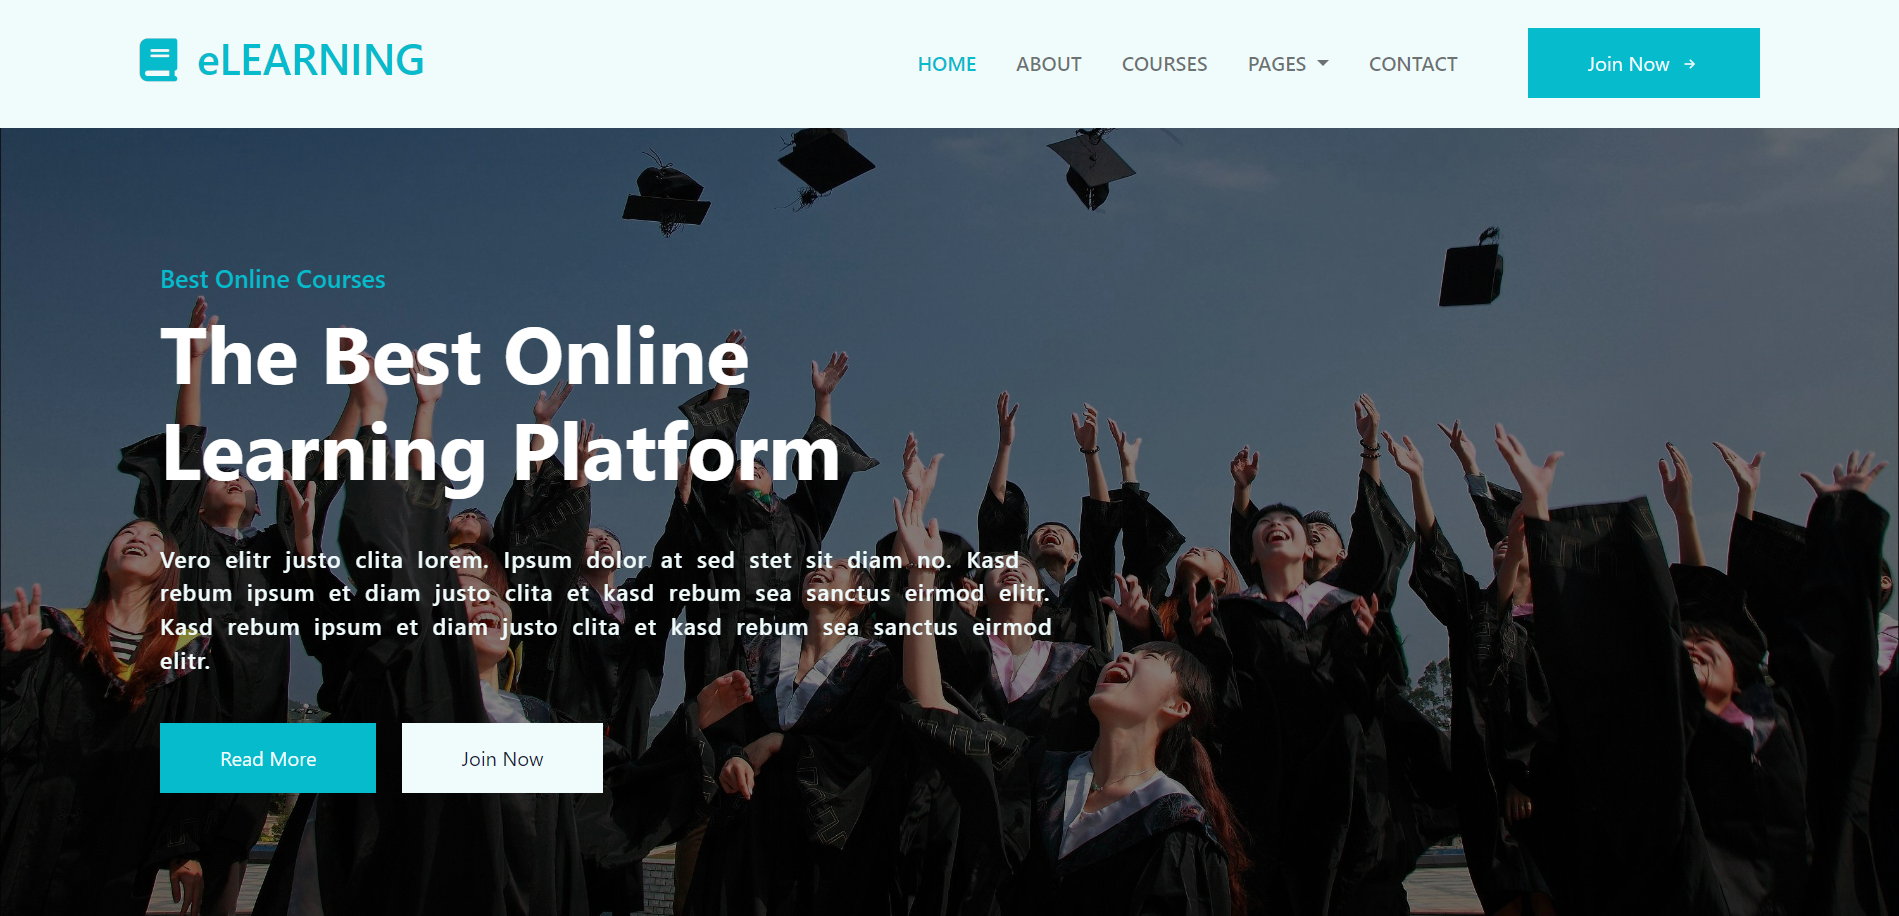 eLEARNING
HOME ABOUT COURSES PAGES CONTACT Join Now
Best Online Courses
The Best Online
Learning Platform
Vero elitr justo clita lorem. Ipsum dolor at sed stet sit diam no. Kasd
rebum ipsum et diam justo clita et kasd rebum sea sanctus eirmod elitr.
Kasd rebum ipsum et diam justo clita et kasd rebum sea sanctus eirmod
elitr.
Read More Join Now